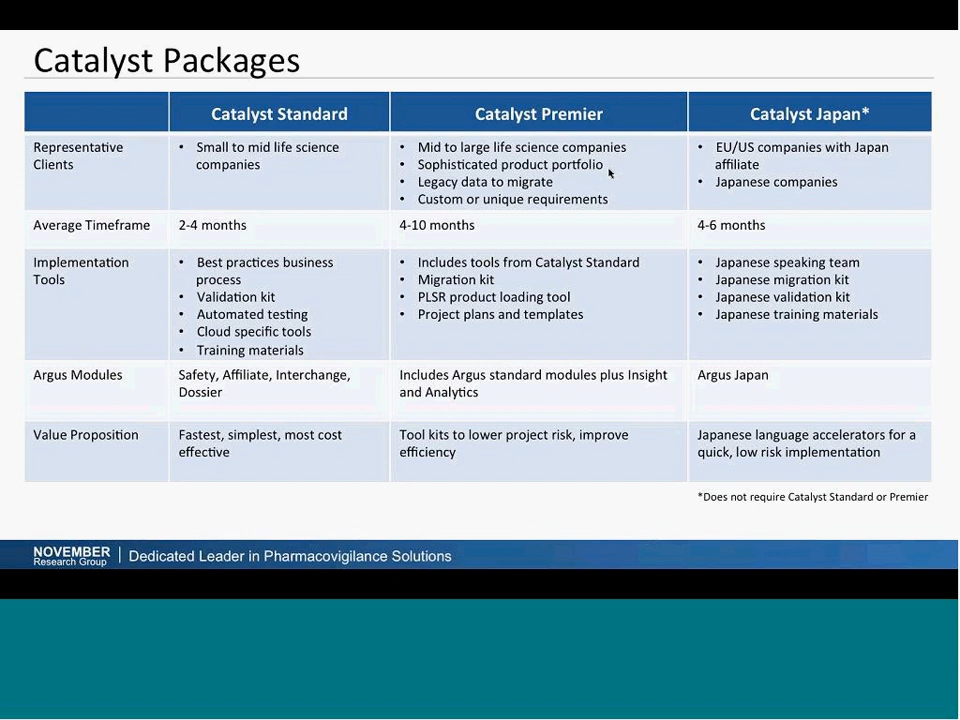 Catalyst Packages
Catalyst Standard
Catalyst Premier
Catalyst Japan*
Representative
Clients
• Small to mid life science
companies
• Mid to large life science companies
• Sophisticated product portfolio
• Legacy data to migrate
• Custom or unique requirements
• EU/US companies with Japan
affiliate
• Japanese companies
Average Timeframe
2-4 months
4-10 months
4-6 months
Implementation
Tools
• Best practices business
process
• Validation kit
• Automated testing
• Cloud specific tools
• Training materials
• Includes tools from Catalyst Standard
• Migration kit
• PLSR product loading tool
• Project plans and templates
• Japanese speaking team
• Japanese migration kit
• Japanese validation kit
• Japanese training materials
Argus Modules
Safety, Affiliate, Interchange,
Dossier
Includes Argus standard modules plus Insight
and Analytics
Argus Japan
Value Proposition
Fastest, simplest, most cost
effective
Tool kits to lower project risk, improve
efficiency
Japanese language accelerators for a
quick, low risk implementation
*Does not require Catalyst Standard or Premier
NOVEMBER
Research Group
Dedicated Leader in Pharmacovigilance Solutions